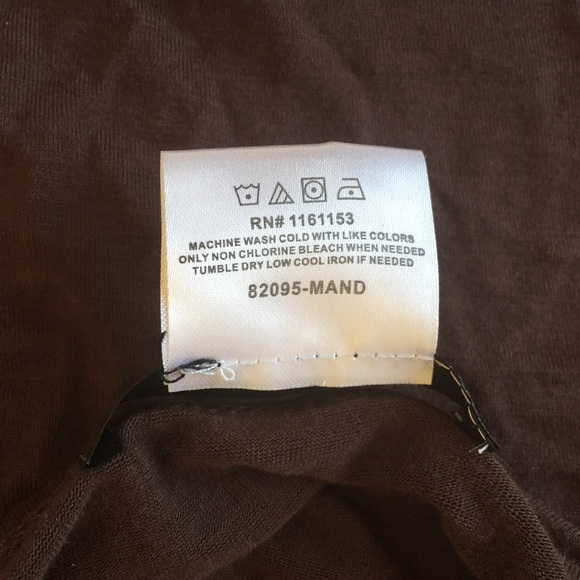 RN# 1161153
MACHINE WASH COLD WITH LIKE COLORS
ONLY NON CHLORINE BLEACH WHEN NEEDED
TUMBLE DRY LOW COOL IRON IF NEEDED
82095-MAND